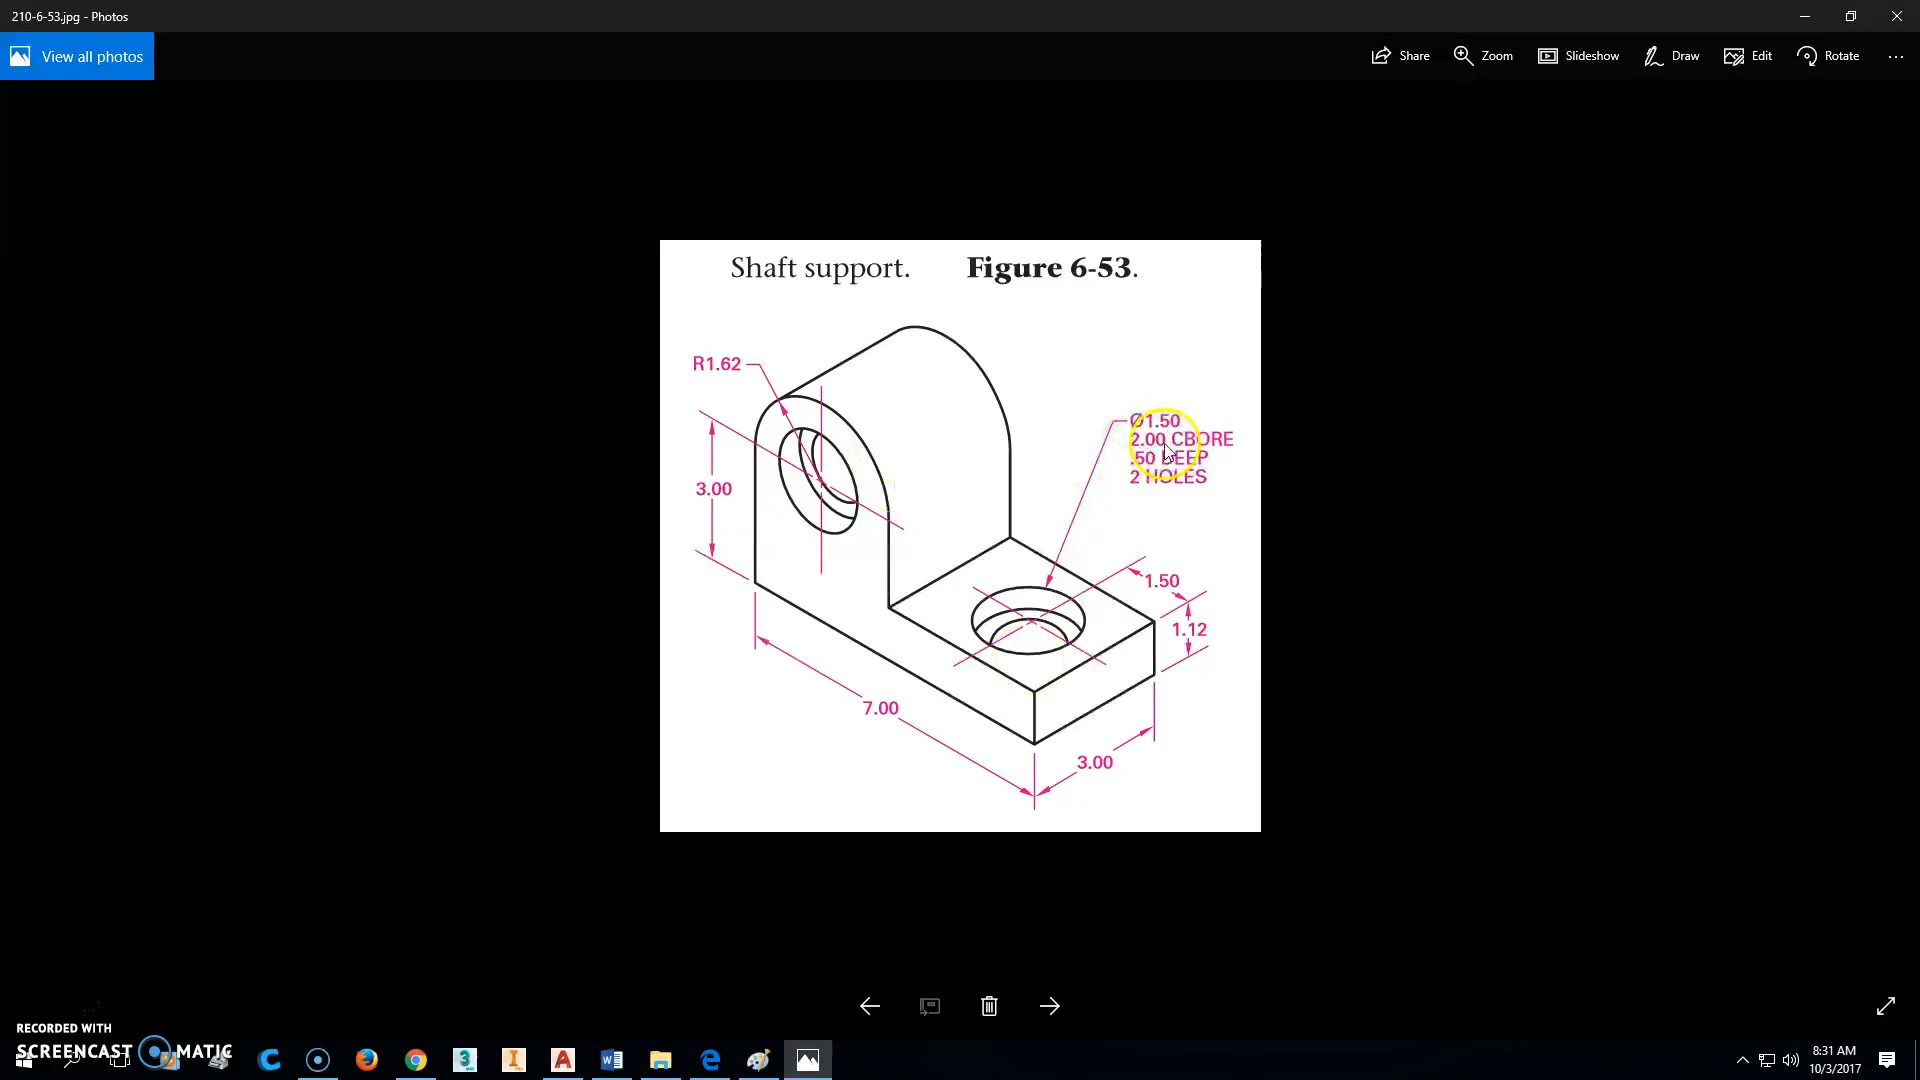 210-6-53.jpg - Photos
View all photos
Share
Zoom
Slideshow
Draw
Edit
Rotate
Shaft support. Figure 6-53.
R1.62
Ø1.50
2.00 CBORE
.50 DEEP
2 HOLES
3.00
1.50
1.12
7.00
3.00
RECORDED WITH
SCREENCAST MATIC
8:31 AM
10/3/2017